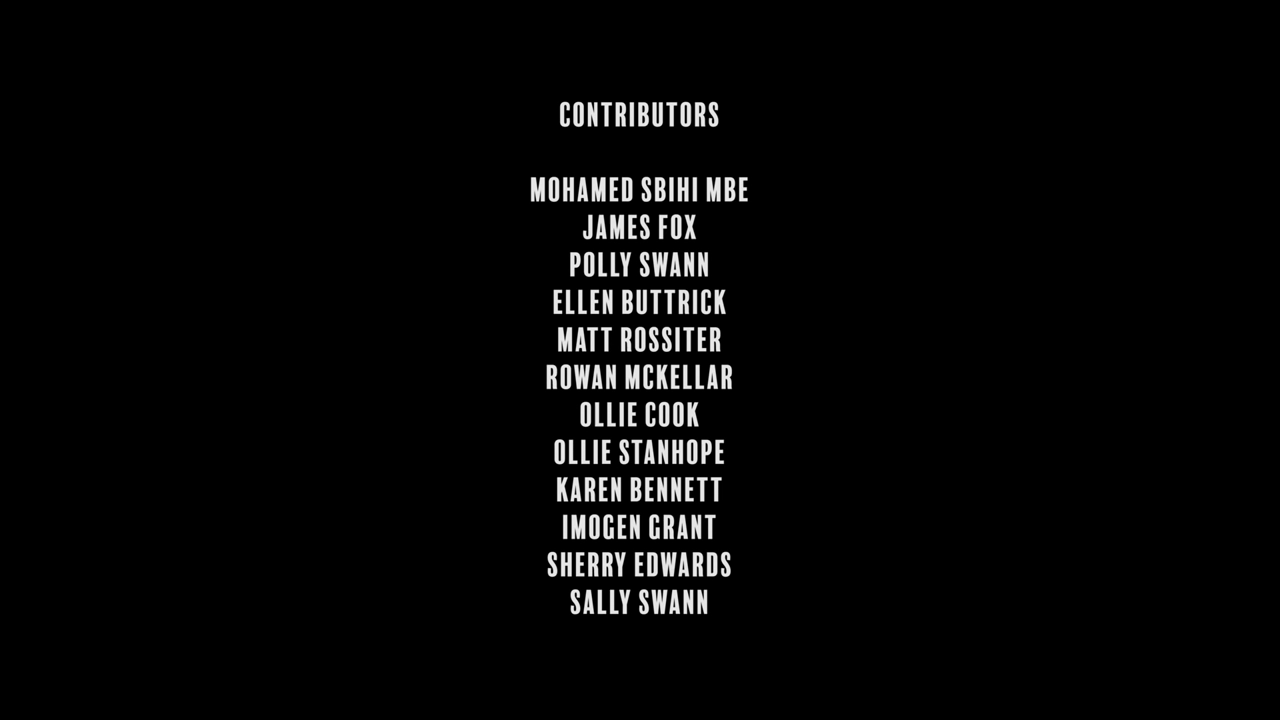 CONTRIBUTORS
MOHAMED SBIHI MBE
JAMES FOX
POLLY SWANN
ELLEN BUTTRICK
MATT ROSSITER
ROWAN MCKELLAR
OLLIE COOK
OLLIE STANHOPE
KAREN BENNETT
IMOGEN GRANT
SHERRY EDWARDS
SALLY SWANN